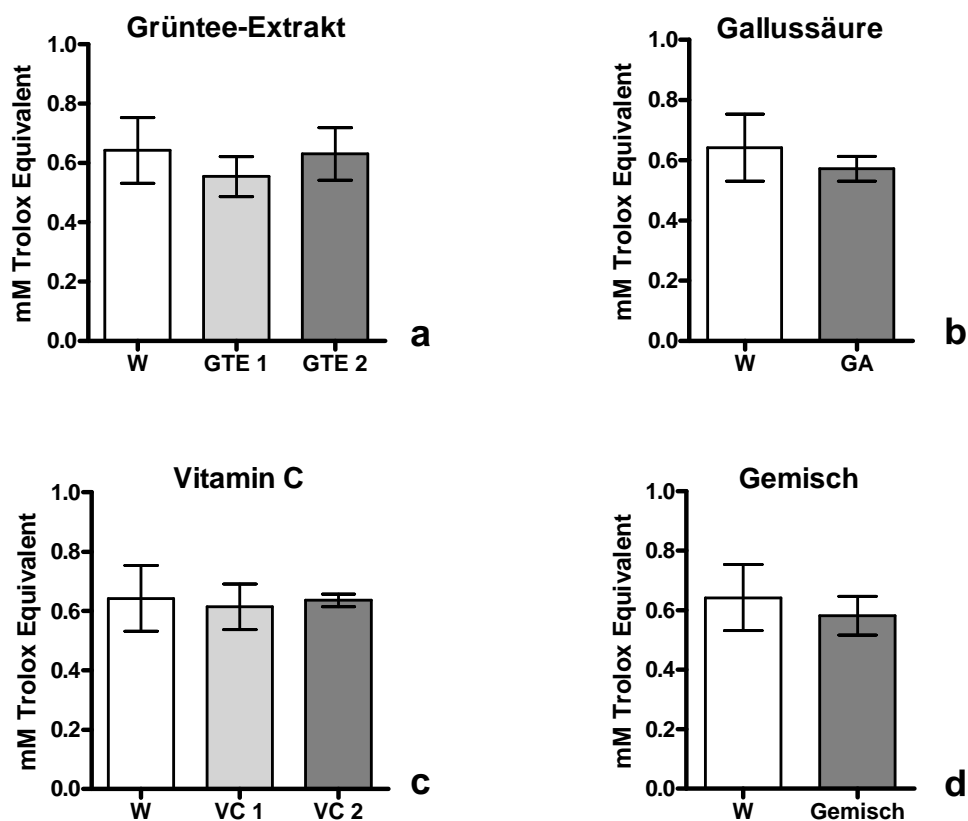 Grüntee-Extrakt
mM Trolox Equivalent
1.0
0.8
0.6
0.4
0.2
0.0
W GTE 1 GTE 2
a
Gallussäure
mM Trolox Equivalent
1.0
0.8
0.6
0.4
0.2
0.0
W GA
b
Vitamin C
mM Trolox Equivalent
1.0
0.8
0.6
0.4
0.2
0.0
W VC 1 VC 2
c
Gemisch
mM Trolox Equivalent
1.0
0.8
0.6
0.4
0.2
0.0
W Gemisch
d